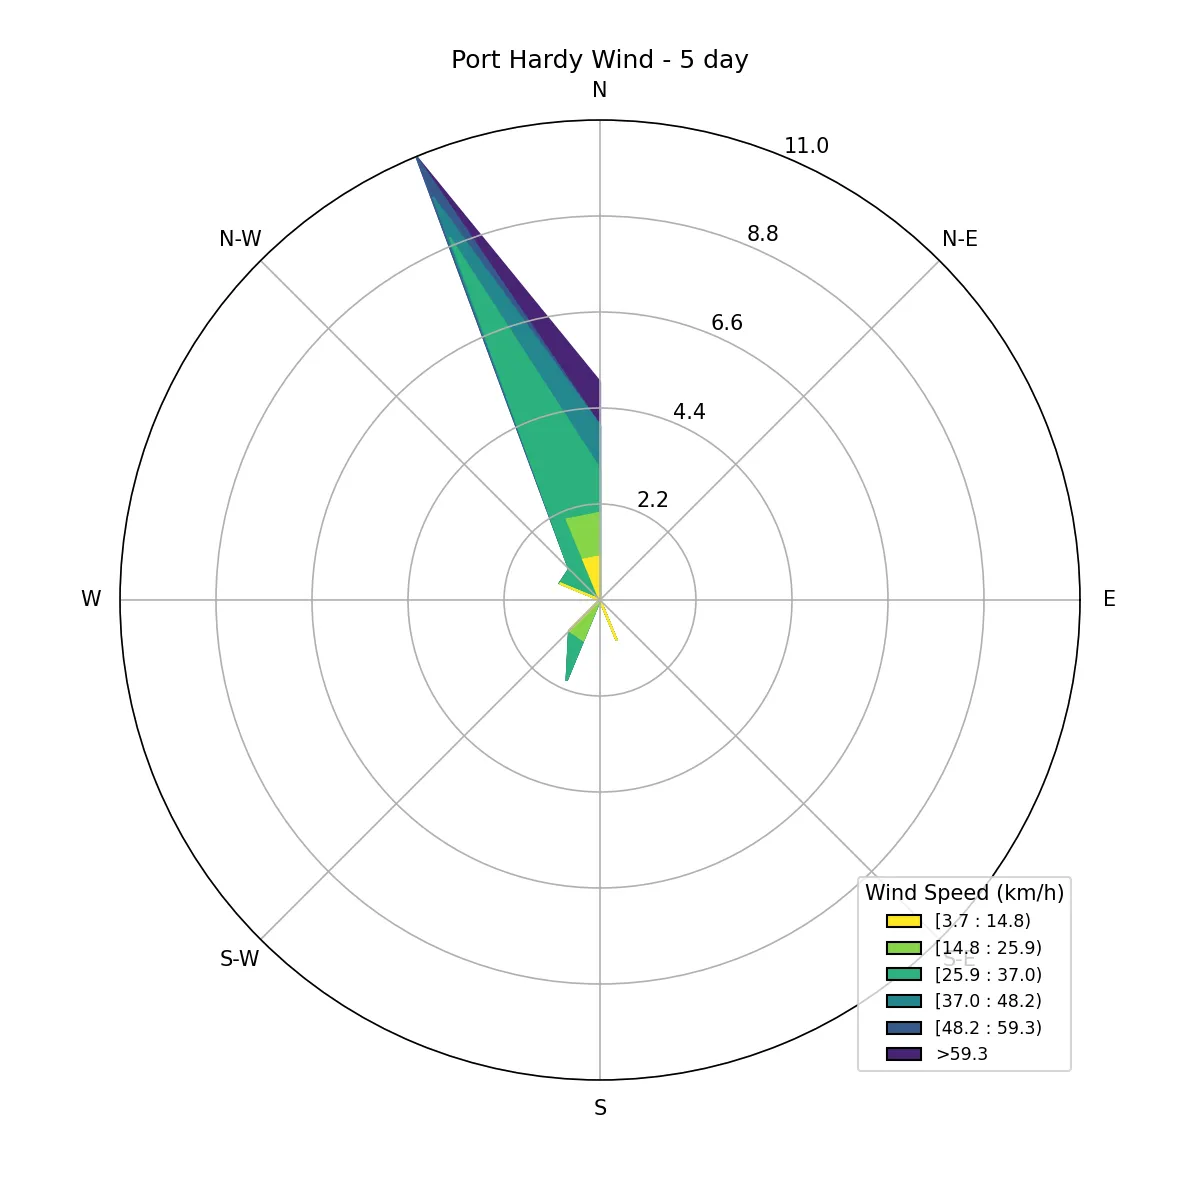 Port Hardy Wind - 5 day
N
11.0
N-W
8.8
N-E
6.6
4.4
2.2
W
E
Wind Speed (km/h)
[3.7 : 14.8)
[14.8 : 25.9)
S-W
S-E
[25.9 : 37.0)
[37.0 : 48.2)
[48.2 : 59.3)
>59.3
S